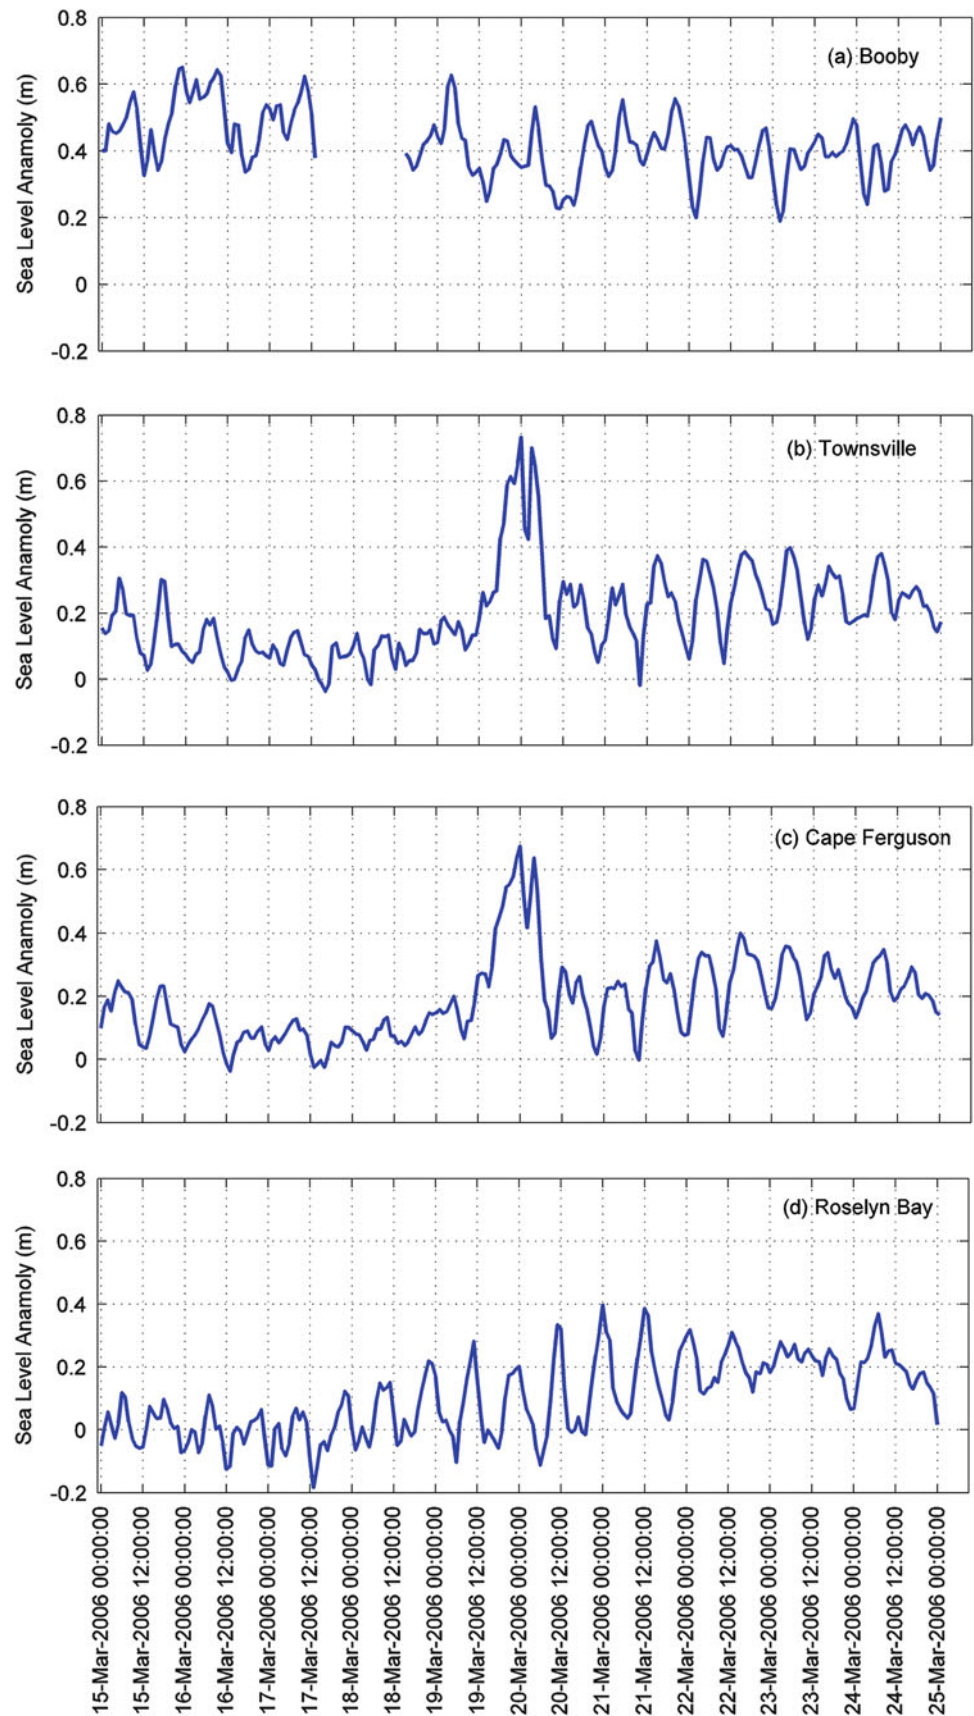 0.8
(a) Booby
0.6
0.4
0.2
0
-0.2
Sea Level Anamoly (m)
0.8
(b) Townsville
0.6
0.4
0.2
0
-0.2
Sea Level Anamoly (m)
0.8
(c) Cape Ferguson
0.6
0.4
0.2
0
-0.2
Sea Level Anamoly (m)
0.8
(d) Roselyn Bay
0.6
0.4
0.2
0
-0.2
Sea Level Anamoly (m)
15-Mar-2006 00:00:00
15-Mar-2006 12:00:00
16-Mar-2006 00:00:00
16-Mar-2006 12:00:00
17-Mar-2006 00:00:00
17-Mar-2006 12:00:00
18-Mar-2006 00:00:00
18-Mar-2006 12:00:00
19-Mar-2006 00:00:00
19-Mar-2006 12:00:00
20-Mar-2006 00:00:00
20-Mar-2006 12:00:00
21-Mar-2006 00:00:00
21-Mar-2006 12:00:00
22-Mar-2006 00:00:00
22-Mar-2006 12:00:00
23-Mar-2006 00:00:00
23-Mar-2006 12:00:00
24-Mar-2006 00:00:00
24-Mar-2006 12:00:00
25-Mar-2006 00:00:00